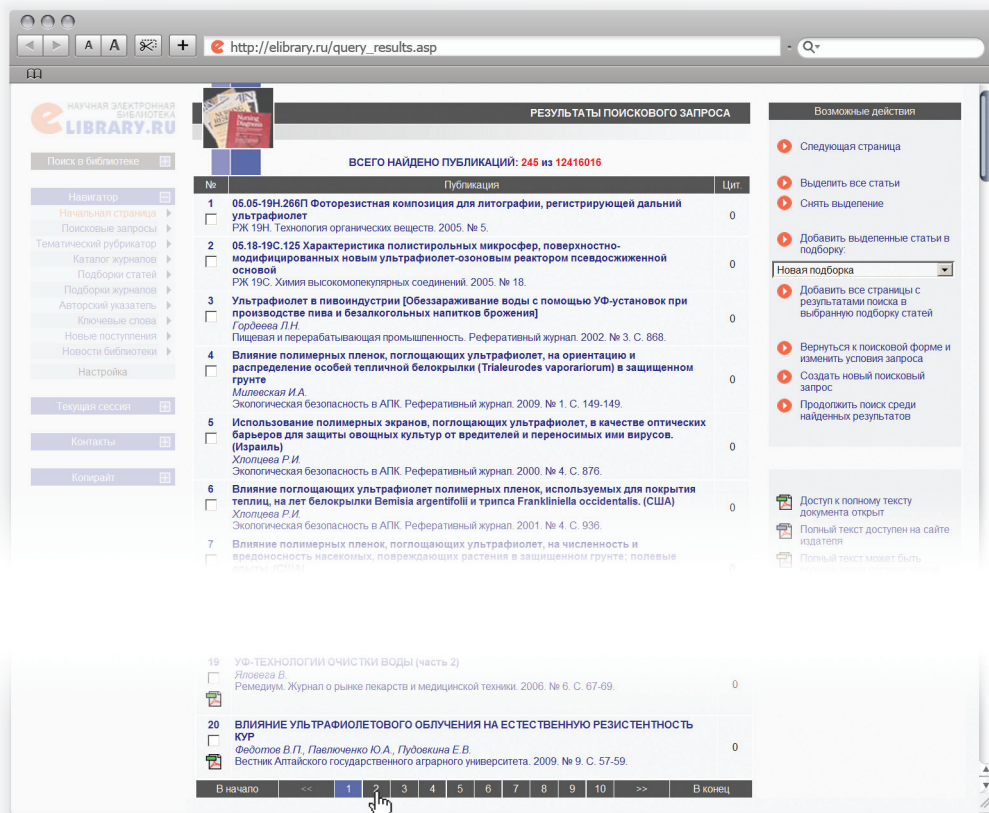 A A + http://elibrary.ru/query_results.asp Q
НАУЧНАЯ ЭЛЕКТРОННАЯ
БИБЛИОТЕКА
LIBRARY.RU
Поиск в библиотеке
Навигатор
Начальная страница
Поисковые запросы
Тематический рубрикатор
Каталог журналов
Подборки статей
Подборки журналов
Авторский указатель
Ключевые слова
Новые поступления
Новости библиотеки
Настройка
Текущая сессия
Контакты
Копирайт
Nursing
Diagnosis
РЕЗУЛЬТАТЫ ПОИСКОВОГО ЗАПРОСА
ВСЕГО НАЙДЕНО ПУБЛИКАЦИЙ: 245 из 12416016
№ Публикация Цит.
1 05.05-19Н.266П Фоторезистная композиция для литографии, регистрирующей дальний
ультрафиолет 0
РЖ 19Н. Технология органических веществ. 2005. № 5.
2 05.18-19С.125 Характеристика полистирольных микросфер, поверхностно-
модифицированных новым ультрафиолет-озоновым реактором псевдосжиженной 0
основой
РЖ 19С. Химия высокомолекулярных соединений. 2005. № 18.
3 Ультрафиолет в пивоиндустрии [Обеззараживание воды с помощью УФ-установок при
производстве пива и безалкогольных напитков брожения] 0
Гордеева Л.Н.
Пищевая и перерабатывающая промышленность. Реферативный журнал. 2002. № 3. С. 868.
4 Влияние полимерных пленок, поглощающих ультрафиолет, на ориентацию и
распределение особей тепличной белокрылки (Trialeurodes vaporariorum) в защищенном
грунте 0
Милевская И.А.
Экологическая безопасность в АПК. Реферативный журнал. 2009. № 1. С. 149-149.
5 Использование полимерных экранов, поглощающих ультрафиолет, в качестве оптических
барьеров для защиты овощных культур от вредителей и переносимых ими вирусов.
(Израиль) 0
Хлопцева Р.И.
Экологическая безопасность в АПК. Реферативный журнал. 2000. № 4. С. 876.
6 Влияние поглощающих ультрафиолет полимерных пленок, используемых для покрытия
теплиц, на лет белокрылки Bemisia argentfolii и трипса Frankliniella occidentalis. (США) 0
Хлопцева Р.И.
Экологическая безопасность в АПК. Реферативный журнал. 2001. № 4. С. 936.
7 Влияние полимерных пленок, поглощающих ультрафиолет, на численность и
вредоносность насекомых, повреждающих растения в защищенном грунте; полевые
опыты. (США) 0
19 УФ-ТЕХНОЛОГИИ ОЧИСТКИ ВОДЫ (часть 2)
Яловега В.
Ремедиум. Журнал о рынке лекарств и медицинской техники. 2006. № 6. С. 67-69. 0
20 ВЛИЯНИЕ УЛЬТРАФИОЛЕТОВОГО ОБЛУЧЕНИЯ НА ЕСТЕСТВЕННУЮ РЕЗИСТЕНТНОСТЬ
КУР
Федотов В.П., Павлюченко Ю.А., Пудовкина Е.В. 0
Вестник Алтайского государственного аграрного университета. 2009. № 9. С. 57-59.
В начало << 1 2 3 4 5 6 7 8 9 10 >> В конец
Возможные действия
Следующая страница
Выделить все статьи
Снять выделение
Добавить выделенные статьи в
подборку:
Новая подборка
Добавить все страницы с
результатами поиска в
выбранную подборку статей
Вернуться к поисковой форме и
изменить условия запроса
Создать новый поисковый
запрос
Продолжить поиск среди
найденных результатов
Доступ к полному тексту
документа открыт
Полный текст доступен на сайте
издателя
Полный текст может быть